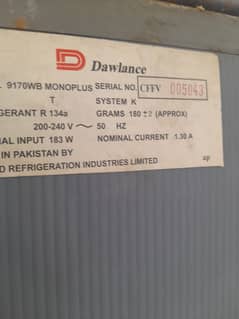 Dawlance
L 9170WB MONOPLUS SERIAL NO. CFFV 005043
T SYSTEM K
GERANT R 134a GRAMS 180 ±2 (APPROX)
200-240 V ~ 50 HZ
NAL INPUT 183 W NOMINAL CURRENT 1.30 A
IN PAKISTAN BY
D REFRIGERATION INDUSTRIES LIMITED